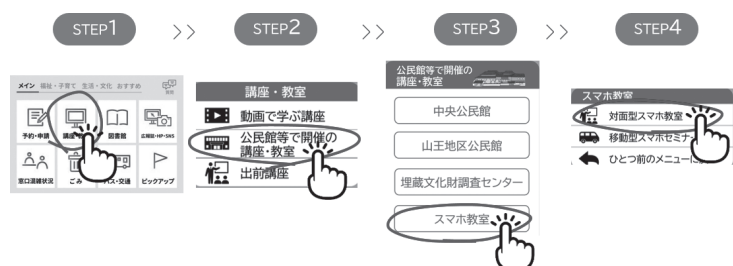 STEP1
>>
STEP2
>>
STEP3
>>
STEP4
メイン 福祉・子育て 生活・文化 おすすめ
予約・申請
講座・教
図書館
広報誌・HP・SNS
窓口混雑状況
ごみ
バス・交通
ピックアップ
講座・教室
動画で学ぶ講座
公民館等で開催の
講座・教室
出前講座
公民館等で開催の
講座・教室
中央公民館
山王地区公民館
埋蔵文化財調査センター
スマホ教室
スマホ教室
対面型スマホ教室
移動型スマホセミナ
ひとつ前のメニューに